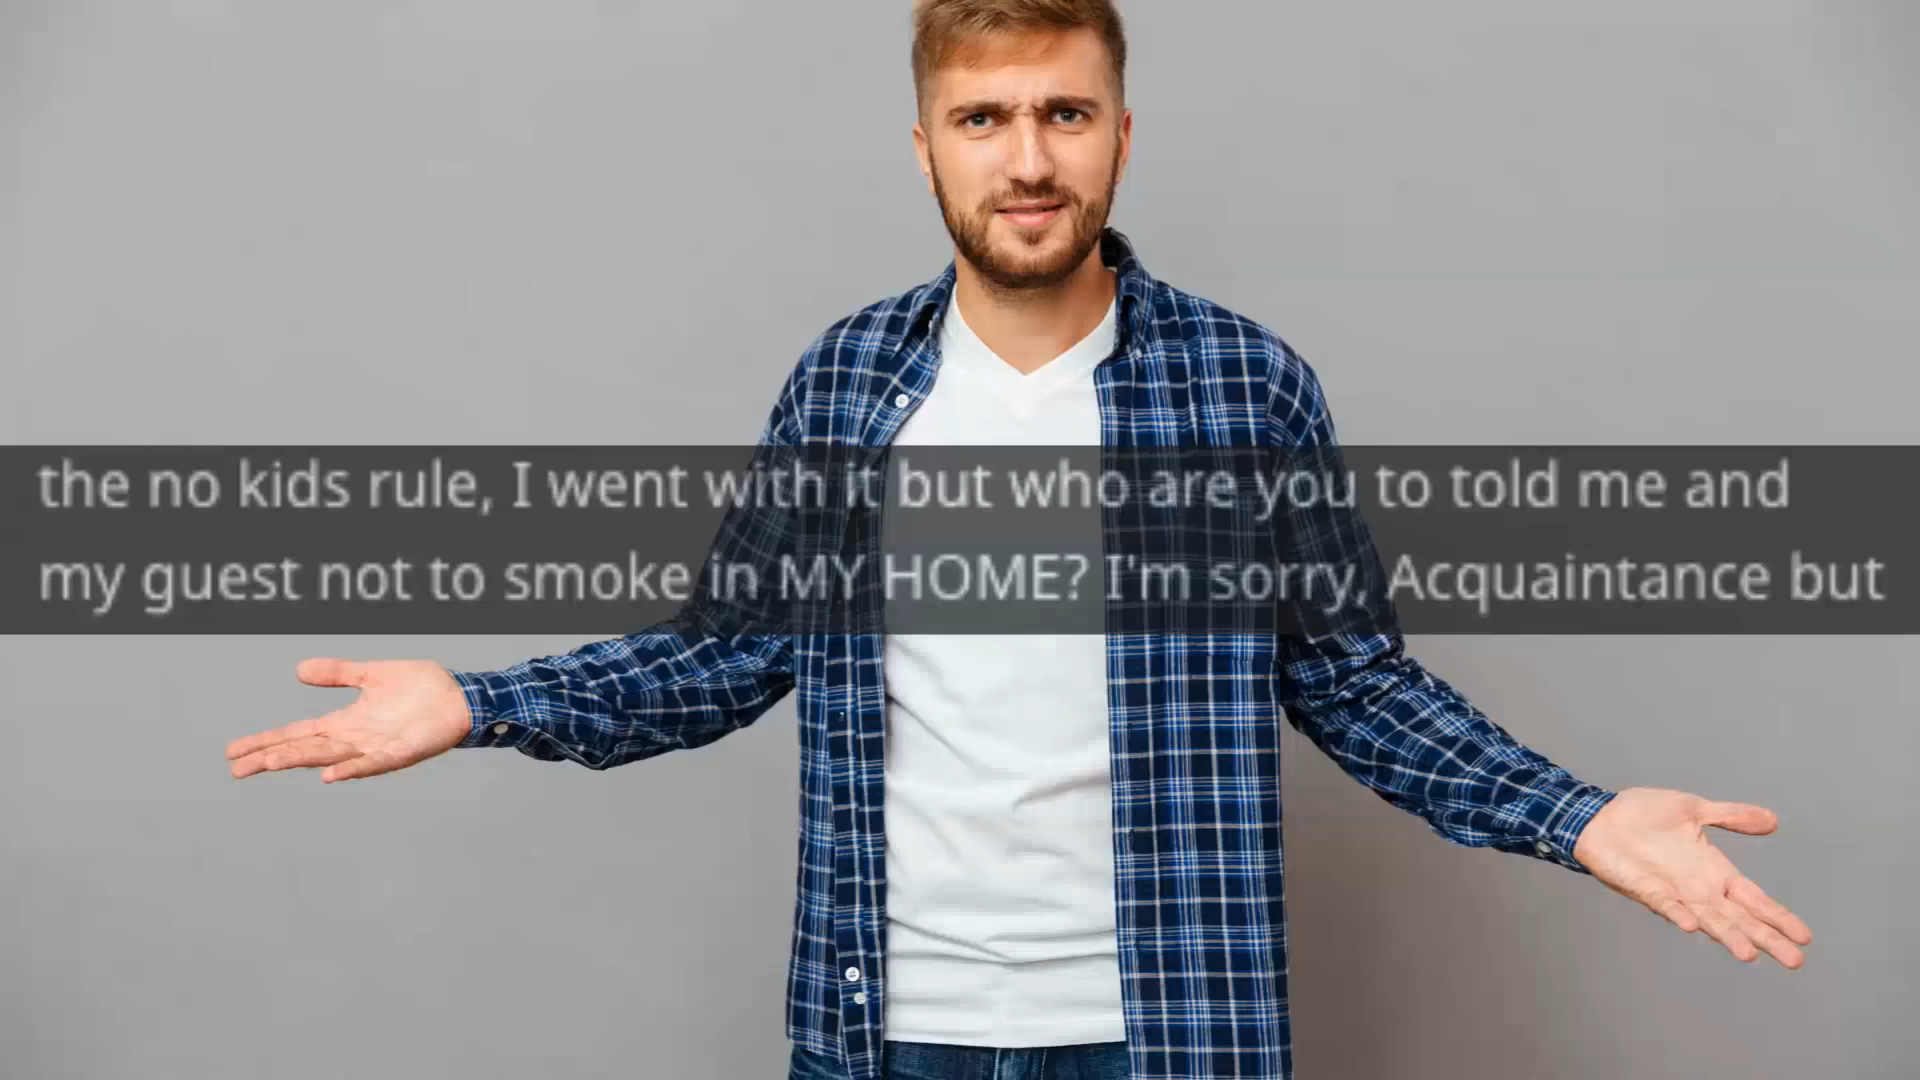 the no kids rule, I went with it but who are you to told me and
my guest not to smoke in MY HOME? I'm sorry, Acquaintance but